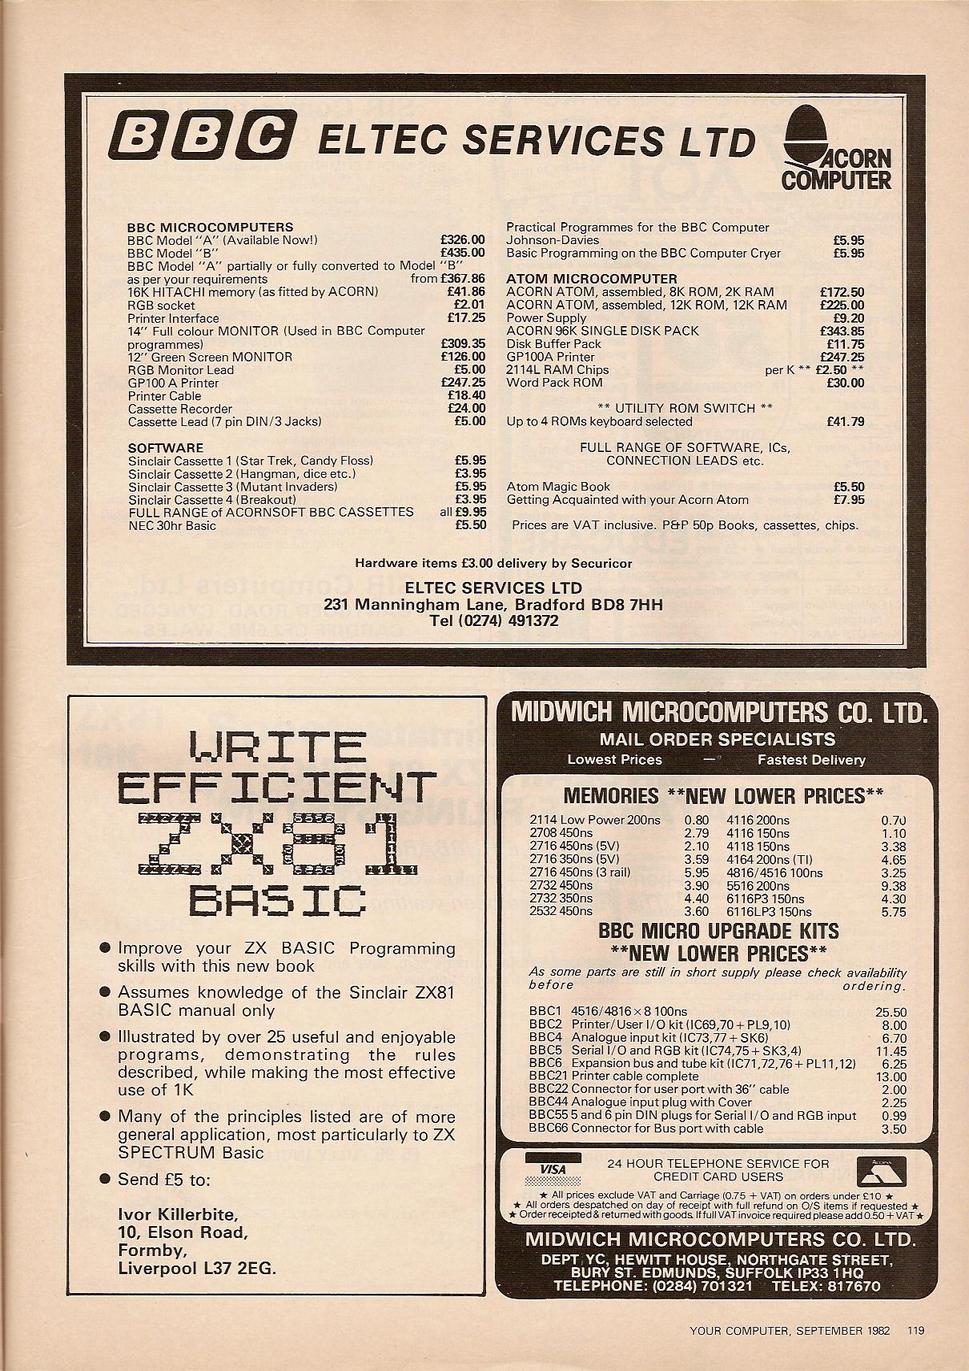 BBC ELTEC SERVICES LTD
ACORN
COMPUTER
BBC MICROCOMPUTERS
BBC Model "A" (Available Now!) £326.00
BBC Model "B" £435.00
BBC Model "A" partially or fully converted to Model "B"
as per your requirements from £367.86
16K HITACHI memory (as fitted by ACORN) £41.86
RGB socket £2.01
Printer Interface £17.25
14" Full colour MONITOR (Used in BBC Computer
programmes) £309.35
12" Green Screen MONITOR £126.00
RGB Monitor Lead £5.00
GP100 A Printer £247.25
Printer Cable £18.40
Cassette Recorder £24.00
Cassette Lead (7 pin DIN/3 Jacks) £5.00
SOFTWARE
Sinclair Cassette 1 (Star Trek, Candy Floss) £5.95
Sinclair Cassette 2 (Hangman, dice etc.) £3.95
Sinclair Cassette 3 (Mutant Invaders) £5.95
Sinclair Cassette 4 (Breakout) £3.95
FULL RANGE of ACORNSOFT BBC CASSETTES all £9.95
NEC 30hr Basic £5.50
Practical Programmes for the BBC Computer
Johnson-Davies £5.95
Basic Programming on the BBC Computer Cryer £5.95
ATOM MICROCOMPUTER
ACORN ATOM, assembled, 8K ROM, 2K RAM £172.50
ACORN ATOM, assembled, 12K ROM, 12K RAM £225.00
Power Supply £9.20
ACORN 96K SINGLE DISK PACK £343.85
Disk Buffer Pack £11.75
GP100A Printer £247.25
2114L RAM Chips per K ** £2.50 **
Word Pack ROM £30.00
** UTILITY ROM SWITCH **
Up to 4 ROMs keyboard selected £41.79
FULL RANGE OF SOFTWARE, ICs,
CONNECTION LEADS etc.
Atom Magic Book £5.50
Getting Acquainted with your Acorn Atom £7.95
Prices are VAT inclusive. P&P 50p Books, cassettes, chips.
Hardware items £3.00 delivery by Securicor
ELTEC SERVICES LTD
231 Manningham Lane, Bradford BD8 7HH
Tel (0274) 491372
WRITE
EFFICIENT
ZX81
BASIC
● Improve your ZX BASIC Programming
skills with this new book
● Assumes knowledge of the Sinclair ZX81
BASIC manual only
● Illustrated by over 25 useful and enjoyable
programs, demonstrating the rules
described, while making the most effective
use of 1K
● Many of the principles listed are of more
general application, most particularly to ZX
SPECTRUM Basic
● Send £5 to:
Ivor Killerbite,
10, Elson Road,
Formby,
Liverpool L37 2EG.
MIDWICH MICROCOMPUTERS CO. LTD.
MAIL ORDER SPECIALISTS
Lowest Prices — Fastest Delivery
MEMORIES **NEW LOWER PRICES**
2114 Low Power 200ns 0.80 4116 200ns 0.70
2708 450ns 2.79 4116 150ns 1.10
2716 450ns (5V) 2.10 4118 150ns 3.38
2716 350ns (5V) 3.59 4164 200ns (TI) 4.65
2716 450ns (3 rail) 5.95 4816/4516 100ns 3.25
2732 450ns 3.90 5516 200ns 9.38
2732 350ns 4.40 6116P3 150ns 4.30
2532 450ns 3.60 6116LP3 150ns 5.75
BBC MICRO UPGRADE KITS
**NEW LOWER PRICES**
As some parts are still in short supply please check availability
before ordering.
BBC1 4516/4816 × 8 100ns 25.50
BBC2 Printer/User I/O kit (IC69,70 + PL9,10) 8.00
BBC4 Analogue input kit (IC73,77 + SK6) 6.70
BBC5 Serial I/O and RGB kit (IC74,75 + SK3,4) 11.45
BBC6 Expansion bus and tube kit (IC71,72,76 + PL11,12) 6.25
BBC21 Printer cable complete 13.00
BBC22 Connector for user port with 36" cable 2.00
BBC44 Analogue input plug with Cover 2.25
BBC55 5 and 6 pin DIN plugs for Serial I/O and RGB input 0.99
BBC66 Connector for Bus port with cable 3.50
VISA
24 HOUR TELEPHONE SERVICE FOR
CREDIT CARD USERS
★ All prices exclude VAT and Carriage (0.75 + VAT) on orders under £10 ★
★ All orders despatched on day of receipt with full refund on O/S items if requested ★
★ Order receipted & returned with goods. If full VAT invoice required please add 0.50 + VAT ★
MIDWICH MICROCOMPUTERS CO. LTD.
DEPT YC, HEWITT HOUSE, NORTHGATE STREET,
BURY ST. EDMUNDS, SUFFOLK IP33 1HQ
TELEPHONE: (0284) 701321 TELEX: 817670
YOUR COMPUTER, SEPTEMBER 1982 119